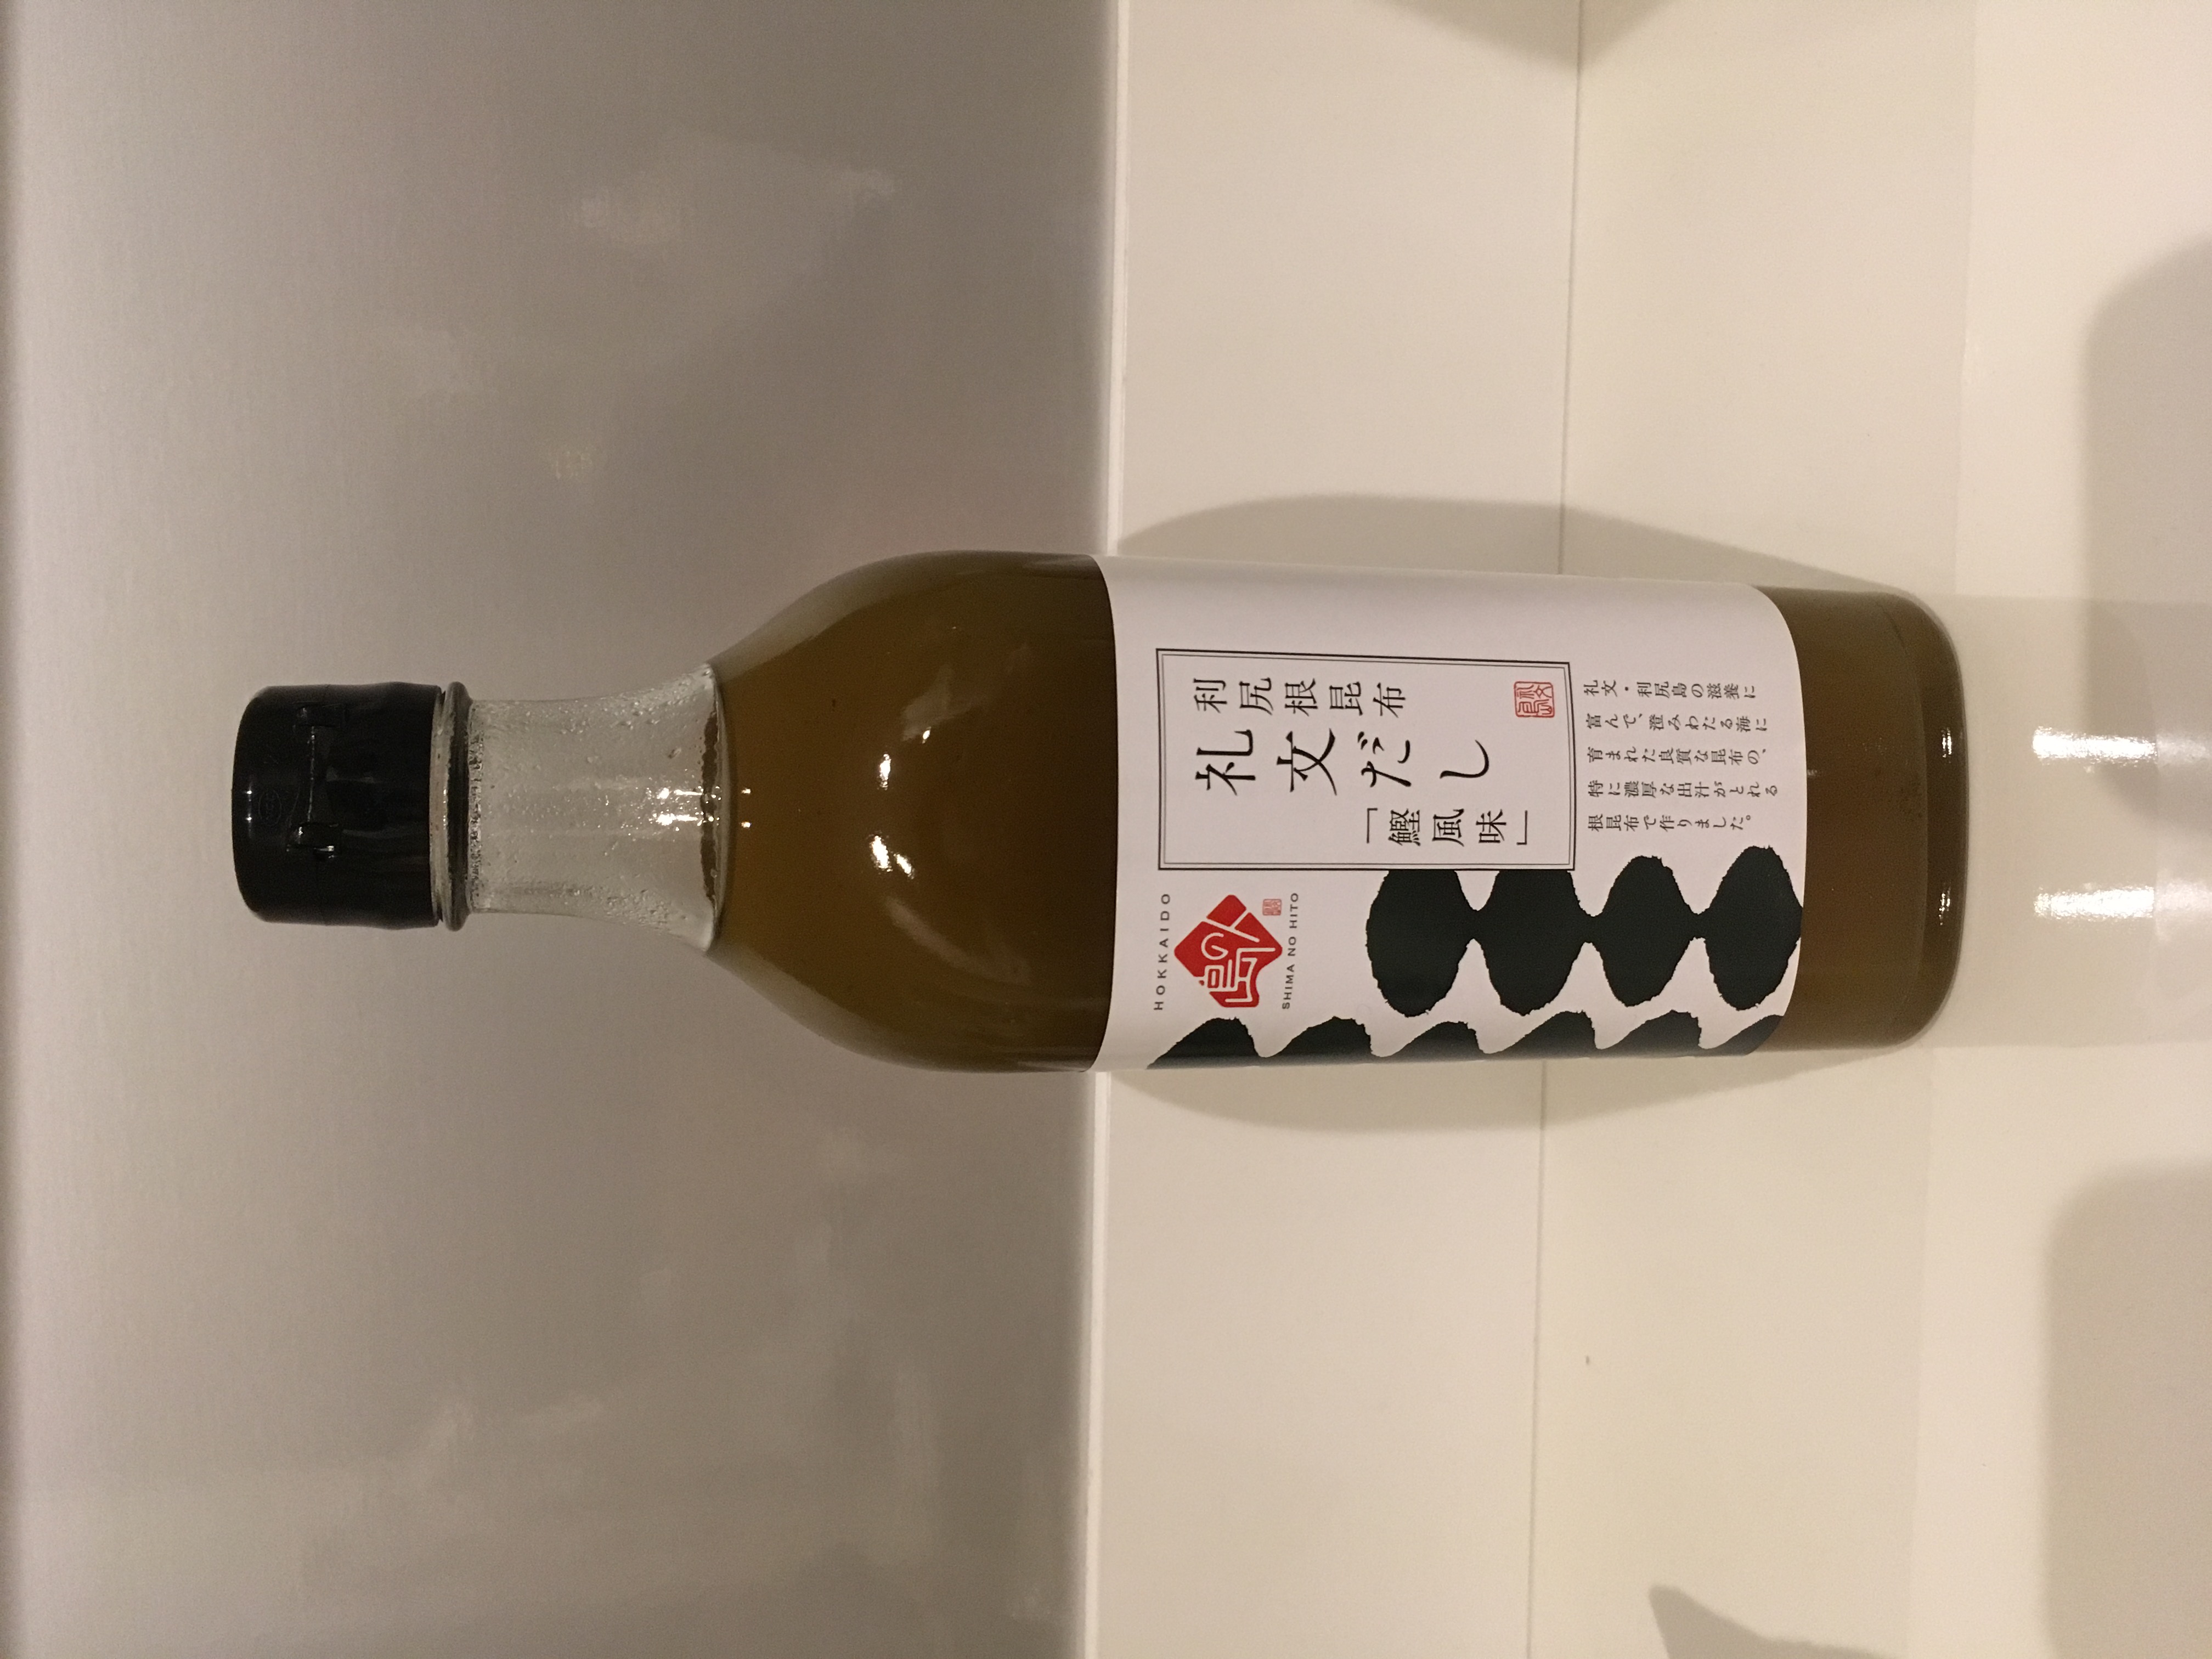 利尻根昆布
礼文だし
「鰹風味」
HOKKAIDO
島の人
SHIMA NO HITO
礼文・利尻島の滋養に
富んで、澄みわたる海に
育まれた良質な昆布の、
特に濃厚な出汁がとれる
根昆布で作りました。